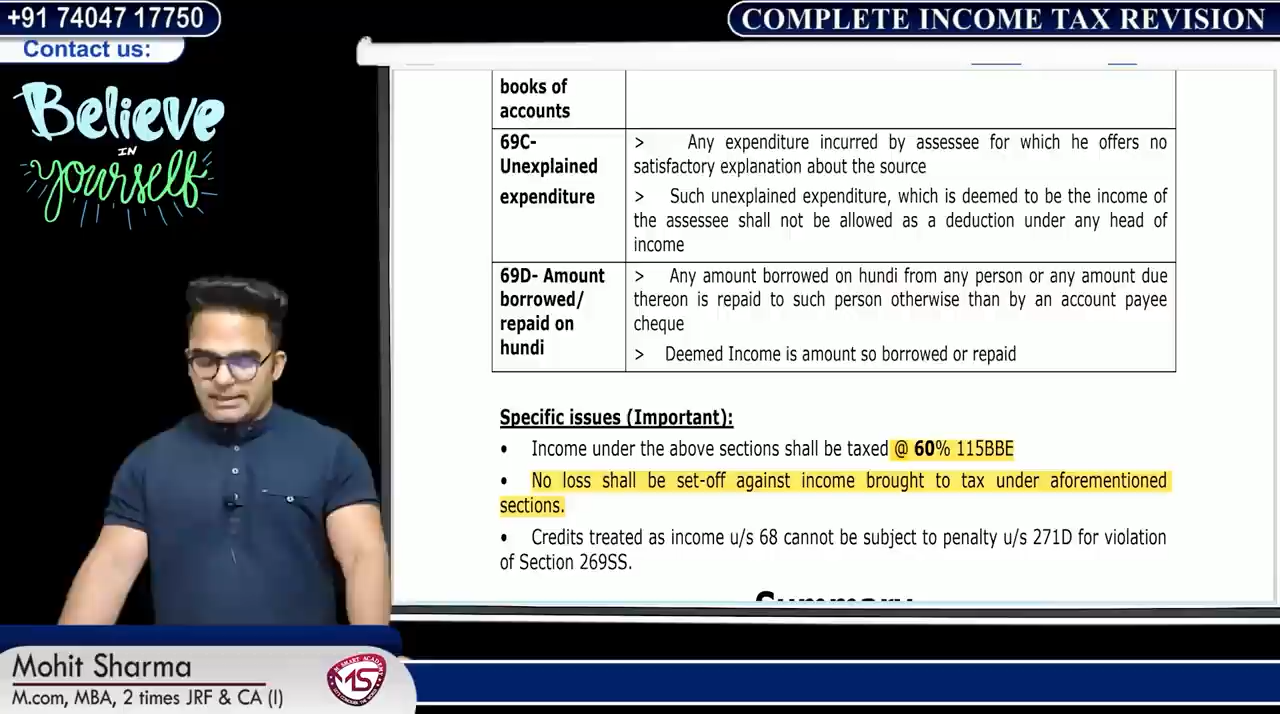 +91 74047 17750
Contact us:
COMPLETE INCOME TAX REVISION
Believe
IN
yourself
books of
accounts
69C-
Unexplained
expenditure
> Any expenditure incurred by assessee for which he offers no
satisfactory explanation about the source
> Such unexplained expenditure, which is deemed to be the income of
the assessee shall not be allowed as a deduction under any head of
income
69D- Amount
borrowed/
repaid on
hundi
> Any amount borrowed on hundi from any person or any amount due
thereon is repaid to such person otherwise than by an account payee
cheque
> Deemed Income is amount so borrowed or repaid
Specific issues (Important):
• Income under the above sections shall be taxed @ 60% 115BBE
• No loss shall be set-off against income brought to tax under aforementioned
sections.
• Credits treated as income u/s 68 cannot be subject to penalty u/s 271D for violation
of Section 269SS.
Summary
Mohit Sharma
M.com, MBA, 2 times JRF & CA (I)
MS